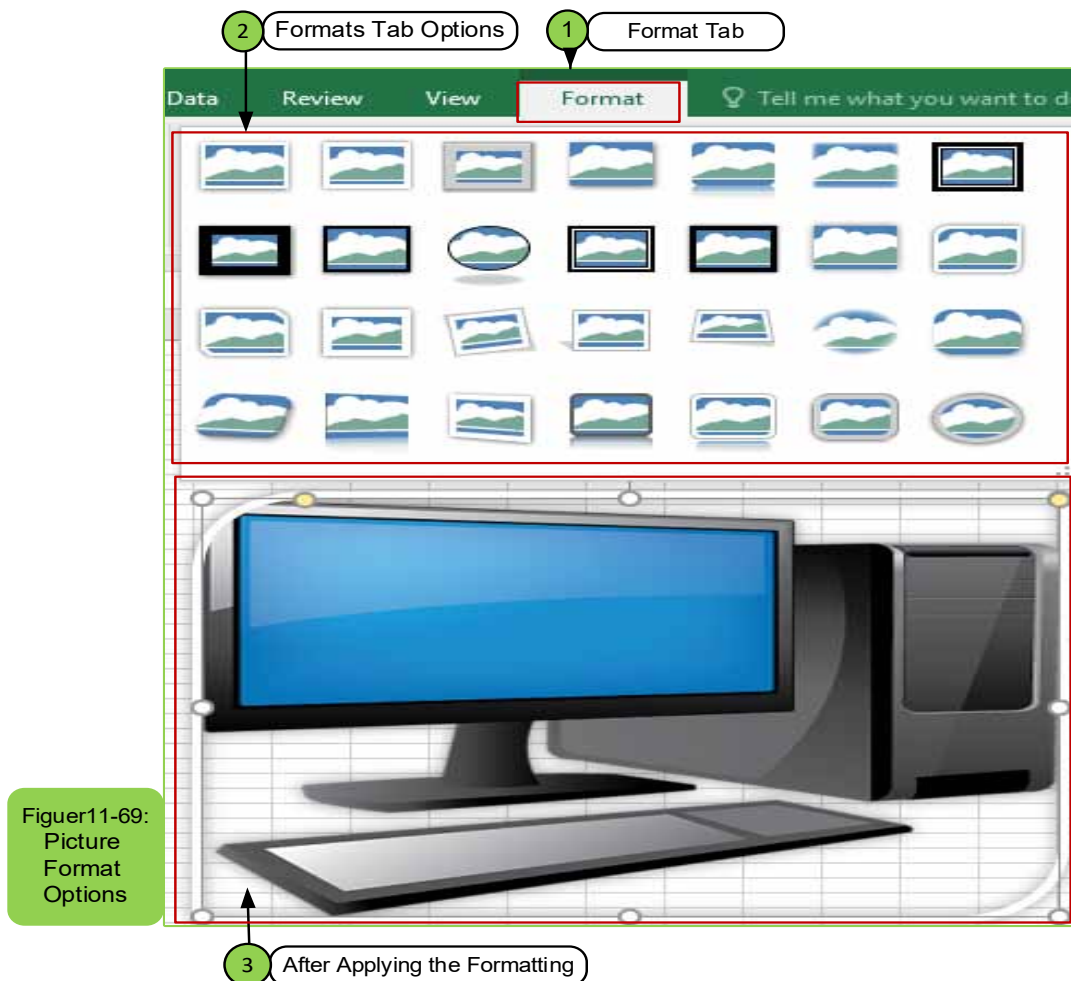 2 Formats Tab Options 1 Format Tab
Data Review View Format Tell me what you want to d
Figuer11-69:
Picture
Format
Options
3 After Applying the Formatting